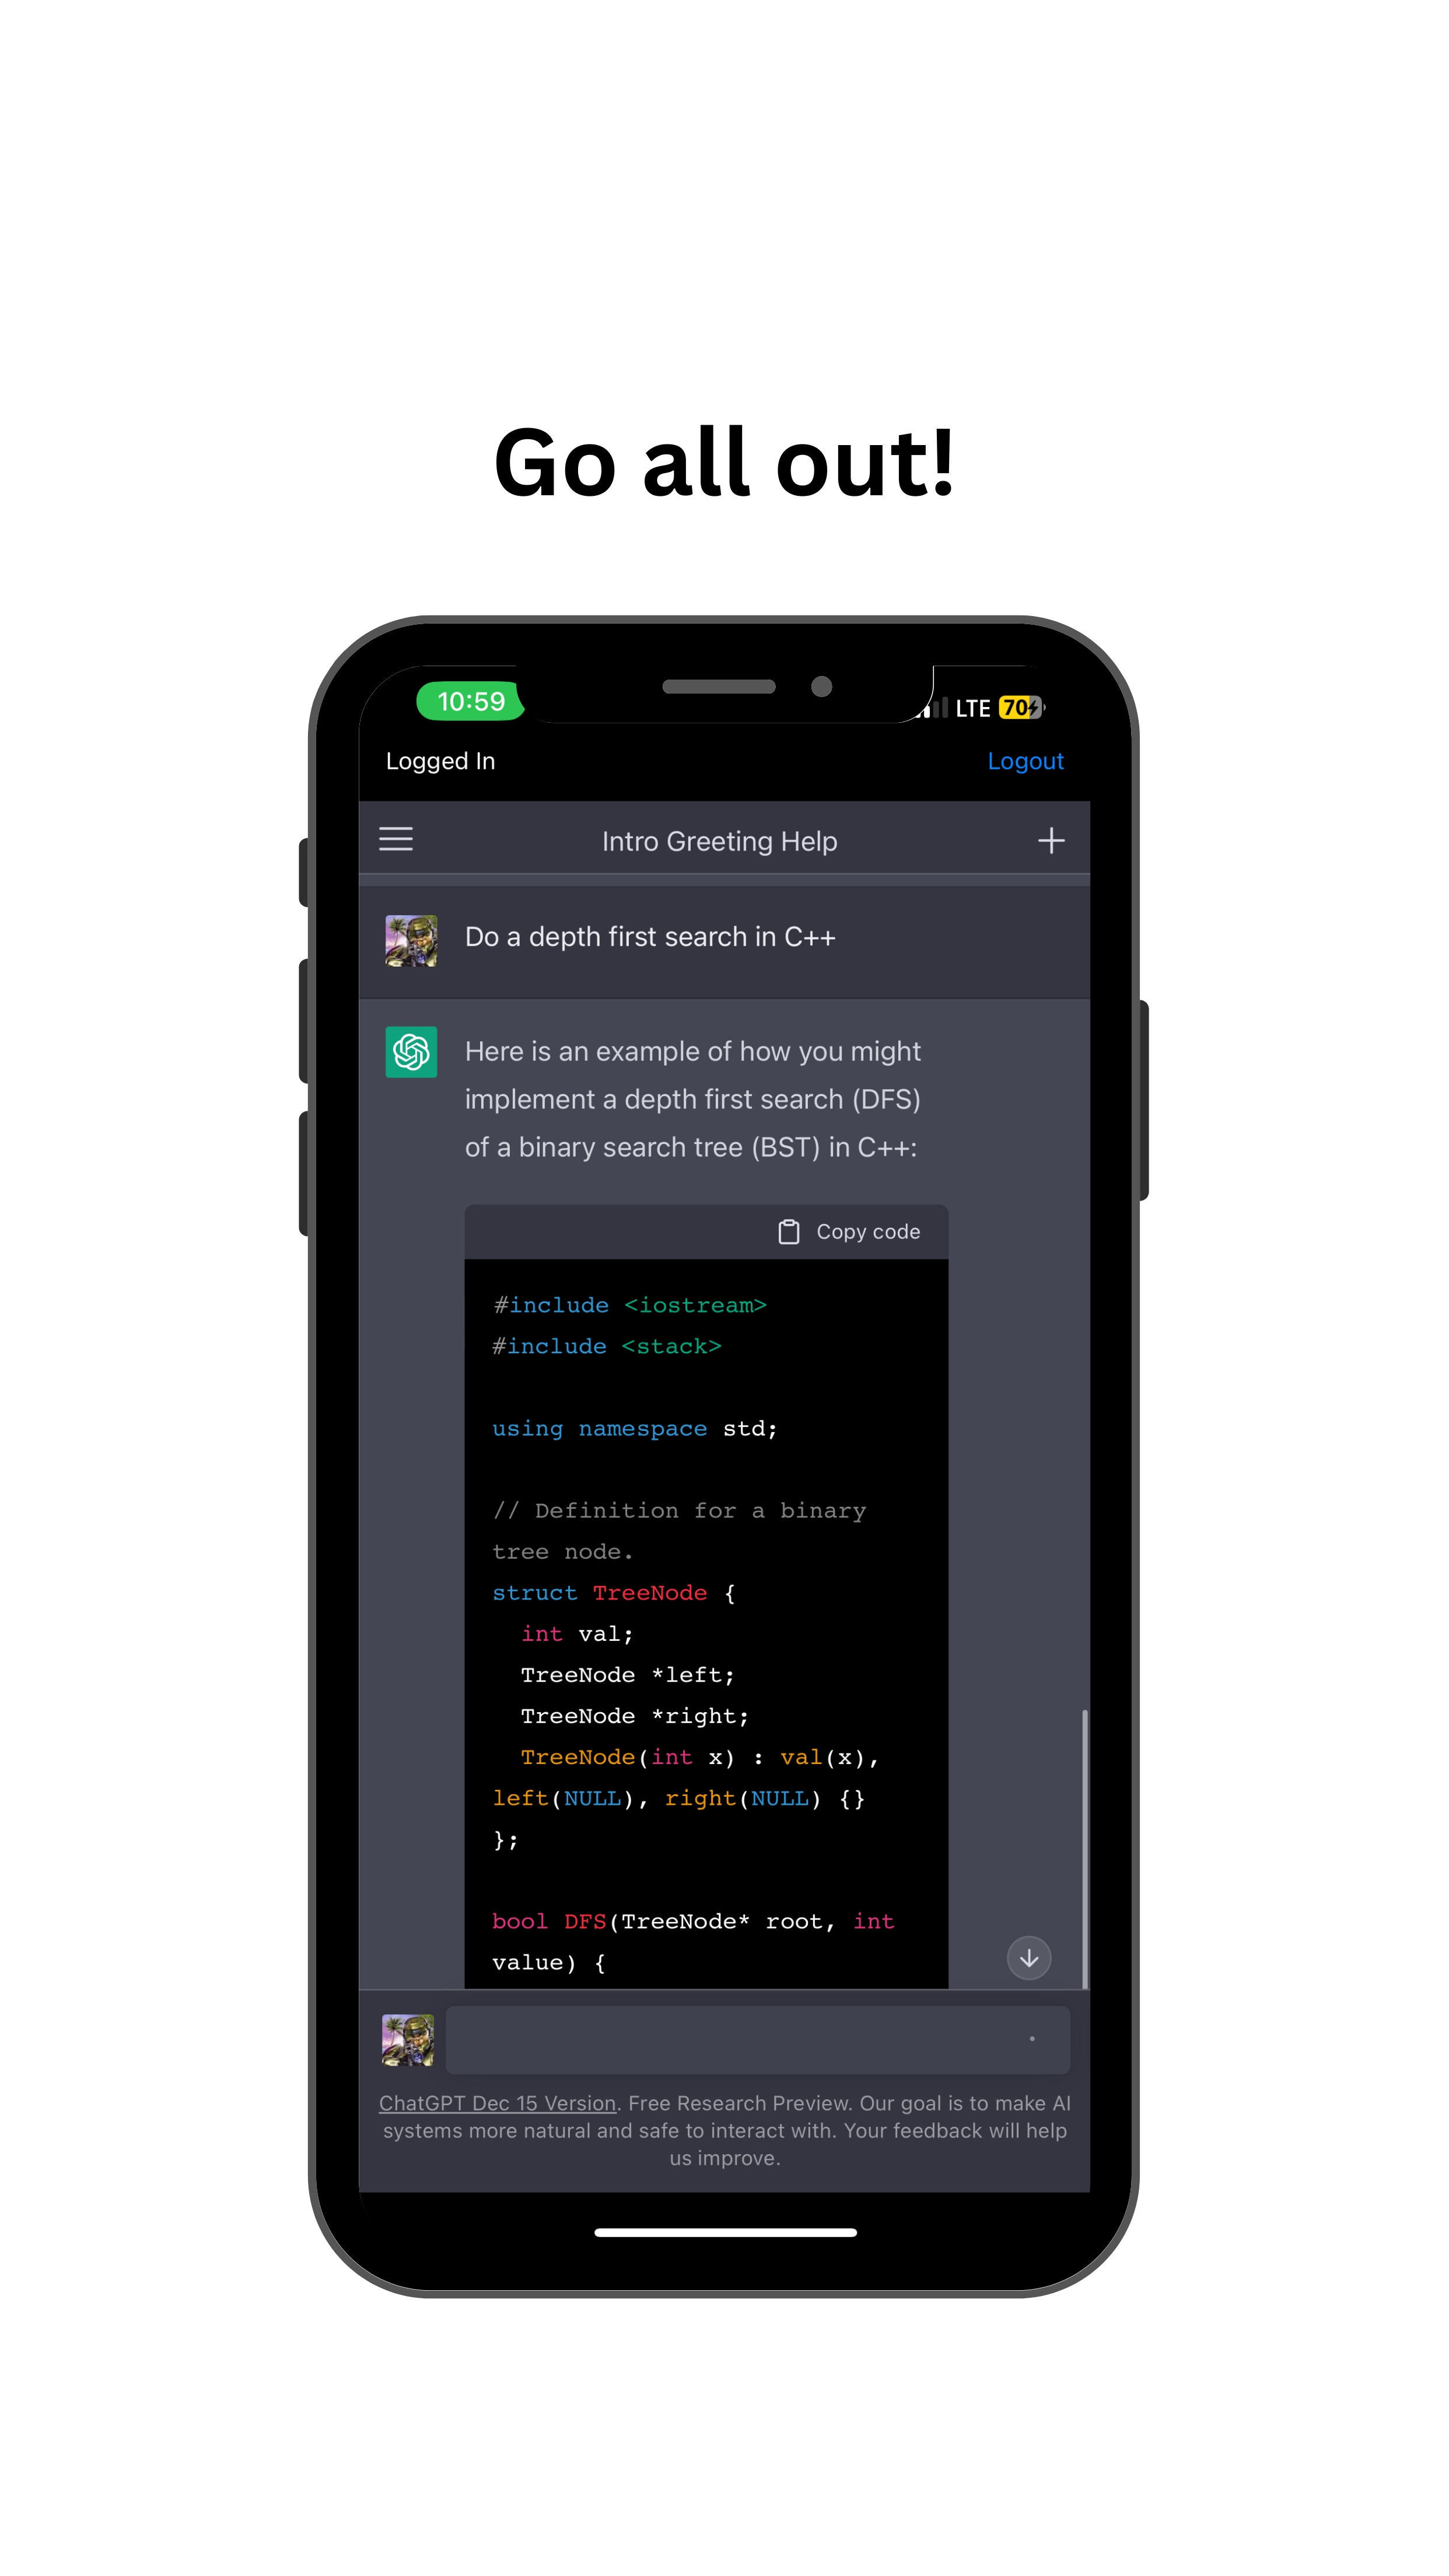 Go all out!
10:59
LTE 70
Logged In Logout
Intro Greeting Help
Do a depth first search in C++
Here is an example of how you might
implement a depth first search (DFS)
of a binary search tree (BST) in C++:
Copy code
#include <iostream>
#include <stack>
using namespace std;
// Definition for a binary
tree node.
struct TreeNode {
int val;
TreeNode *left;
TreeNode *right;
TreeNode(int x) : val(x),
left(NULL), right(NULL) {}
};
bool DFS(TreeNode* root, int
value) {
ChatGPT Dec 15 Version. Free Research Preview. Our goal is to make AI
systems more natural and safe to interact with. Your feedback will help
us improve.